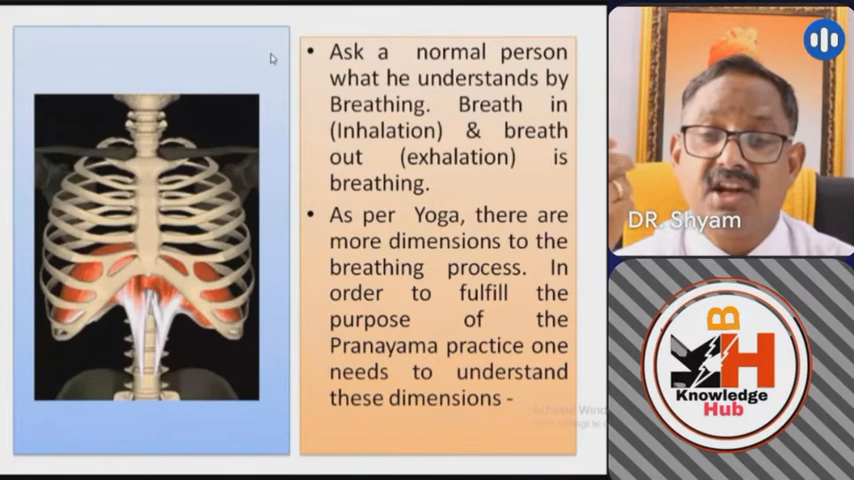 • Ask a normal person
what he understands by
Breathing. Breath in
(Inhalation) & breath
out (exhalation) is
breathing.
• As per Yoga, there are
more dimensions to the
breathing process. In
order to fulfill the
purpose of the
Pranayama practice one
needs to understand
these dimensions -
DR. Shyam
B
KH
Knowledge
Hub